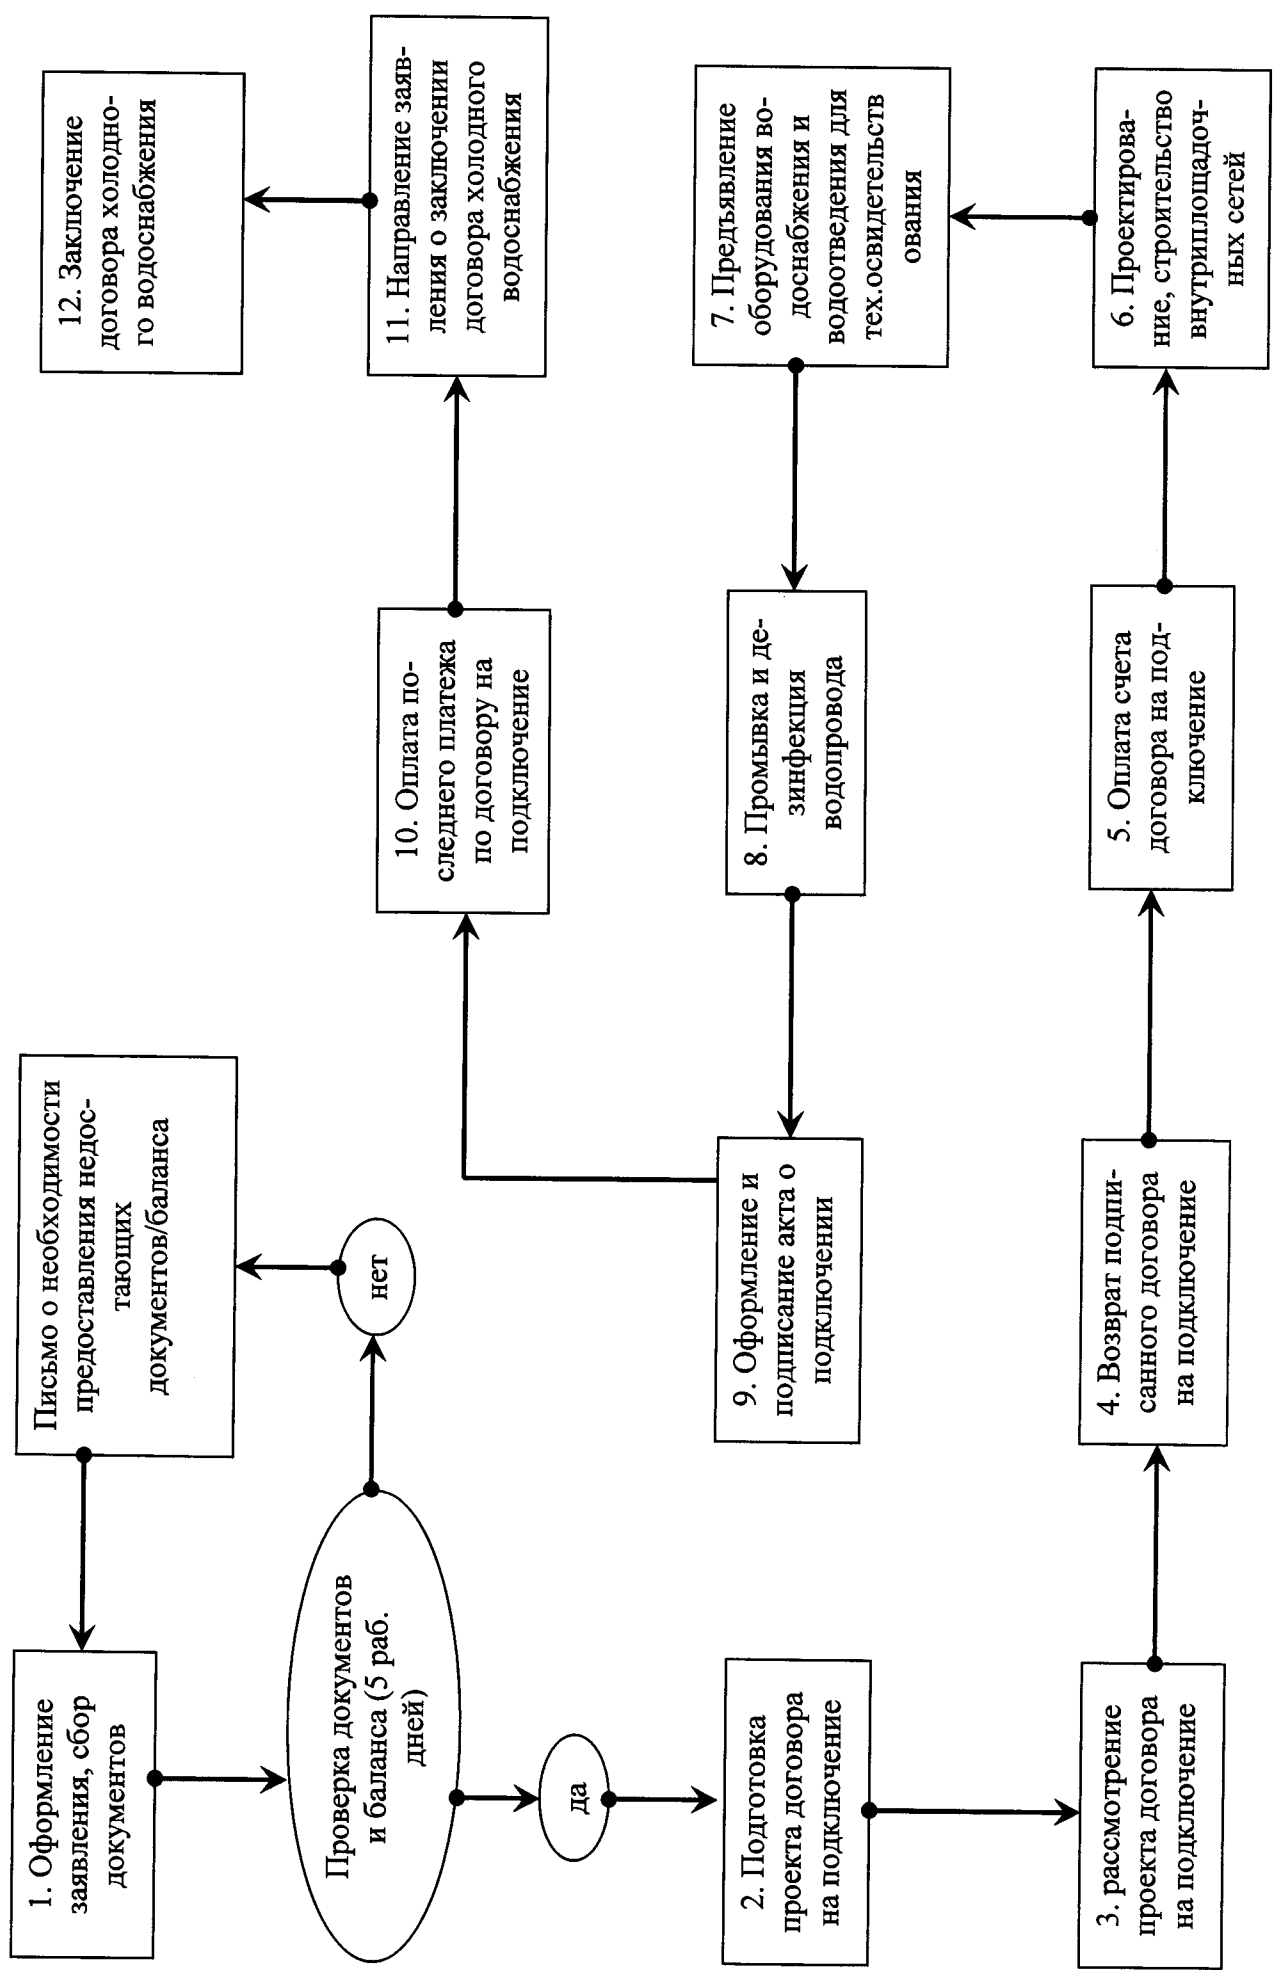 1. Оформление
заявления, сбор
документов
Письмо о необходимости
предоставления недос-
тающих
документов/баланса
Проверка документов
и баланса (5 раб.
дней)
нет
да
2. Подготовка
проекта договора
на подключение
3. рассмотрение
проекта договора
на подключение
4. Возврат подпи-
санного договора
на подключение
5. Оплата счета
договора на под-
ключение
6. Проектирова-
ние, строительство
внутриплощадоч-
ных сетей
7. Предъявление
оборудования во-
доснабжения и
водоотведения для
тех.освидетельств
ования
8. Промывка и де-
зинфекция
водопровода
9. Оформление и
подписание акта о
подключении
10. Оплата по-
следнего платежа
по договору на
подключение
11. Направление заяв-
ления о заключении
договора холодного
водоснабжения
12. Заключение
договора холодно-
го водоснабжения